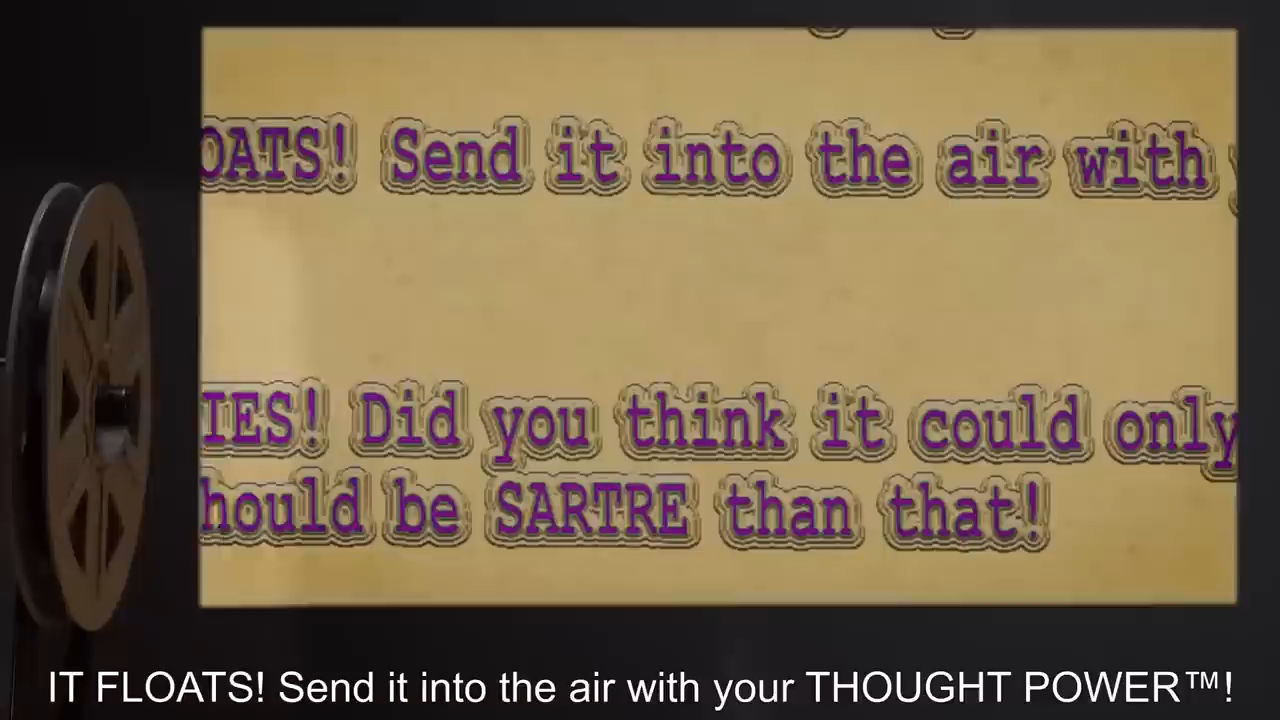 OATS! Send it into the air with
IES! Did you think it could only
hould be SARTRE than that!
IT FLOATS! Send it into the air with your THOUGHT POWER™!